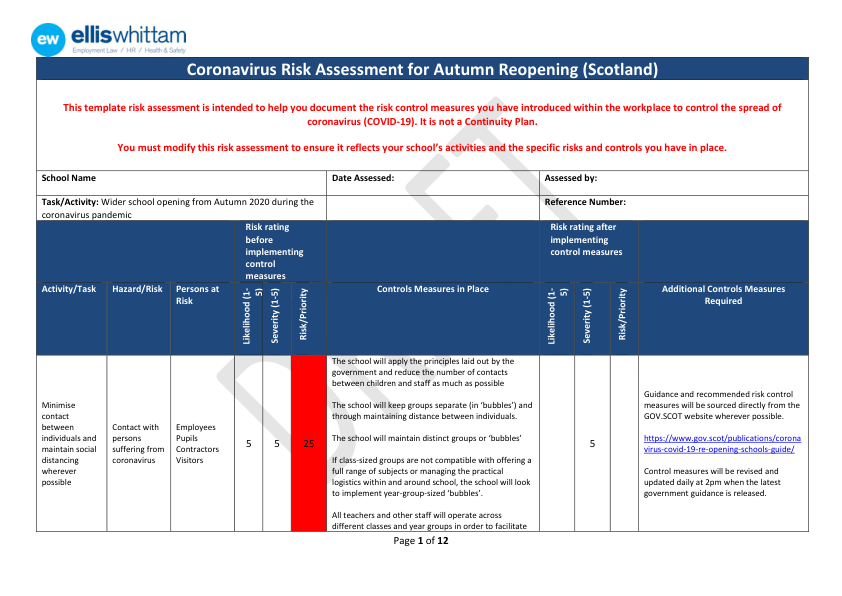 ew elliswhittam
Employment Law / HR / Health & Safety
Coronavirus Risk Assessment for Autumn Reopening (Scotland)
This template risk assessment is intended to help you document the risk control measures you have introduced within the workplace to control the spread of
coronavirus (COVID-19). It is not a Continuity Plan.
You must modify this risk assessment to ensure it reflects your school's activities and the specific risks and controls you have in place.
School Name
Date Assessed:
Assessed by:
Task/Activity: Wider school opening from Autumn 2020 during the
coronavirus pandemic
Reference Number:
Risk rating
before
implementing
control
measures
Risk rating after
implementing
control measures
Activity/Task
Hazard/Risk
Persons at
Risk
Likelihood (1-
5)
Severity (1-5)
Risk/Priority
Controls Measures in Place
Likelihood (1-
5)
Severity (1-5)
Risk/Priority
Additional Controls Measures
Required
Minimise
contact
between
individuals and
maintain social
distancing
wherever
possible
Contact with
persons
suffering from
coronavirus
Employees
Pupils
Contractors
Visitors
5
5
25
The school will apply the principles laid out by the
government and reduce the number of contacts
between children and staff as much as possible
The school will keep groups separate (in 'bubbles') and
through maintaining distance between individuals.
The school will maintain distinct groups or 'bubbles'
If class-sized groups are not compatible with offering a
full range of subjects or managing the practical
logistics within and around school, the school will look
to implement year-group-sized 'bubbles'.
All teachers and other staff will operate across
different classes and year groups in order to facilitate
5
Guidance and recommended risk control
measures will be sourced directly from the
GOV.SCOT website wherever possible.
https://www.gov.scot/publications/corona
virus-covid-19-re-opening-schools-guide/
Control measures will be revised and
updated daily at 2pm when the latest
government guidance is released.
DRAFT
Page 1 of 12